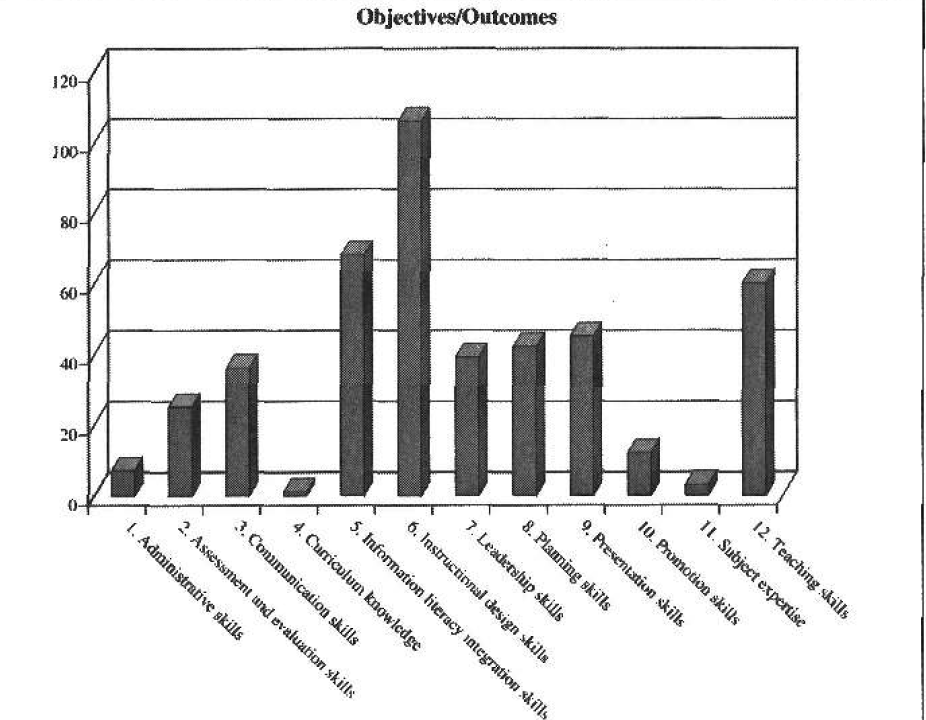 Objectives/Outcomes
120
100
80
60
40
20
0
1. Administrative skills
2. Assessment and evaluation skills
3. Communication skills
4. Curriculum knowledge
5. Information literacy integration skills
6. Instructional design skills
7. Leadership skills
8. Planning skills
9. Presentation skills
10. Promotion skills
11. Subject expertise
12. Teaching skills